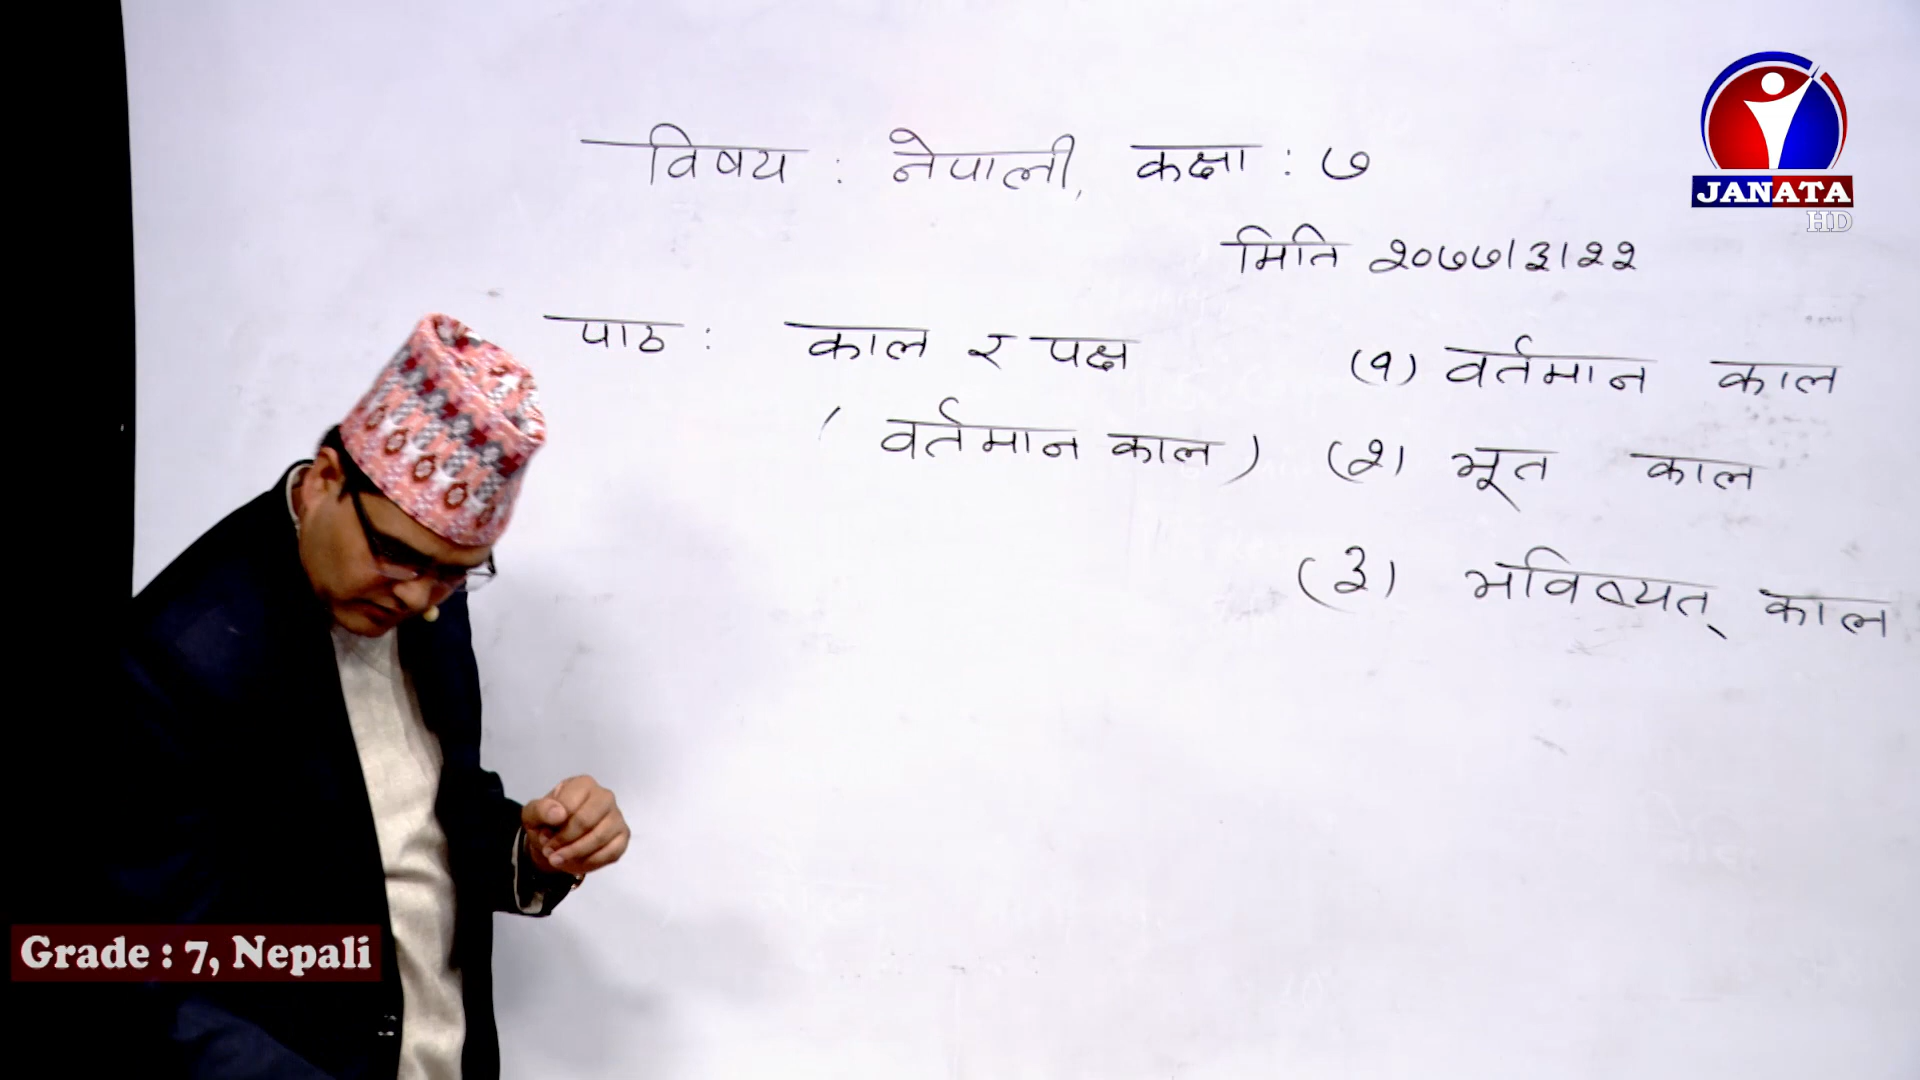 विषय : नेपाली, कक्षा : ७
मिति २०७७।३।२२
पाठ : काल र पक्ष
( वर्तमान काल )
(१) वर्तमान काल
(२) भूत काल
(३) भविष्यत् काल
JANATA
HD
Grade : 7, Nepali